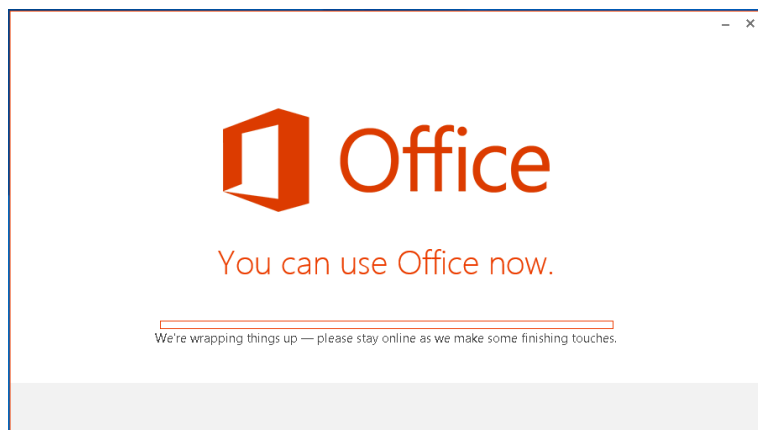 Office
You can use Office now.
We're wrapping things up — please stay online as we make some finishing touches.